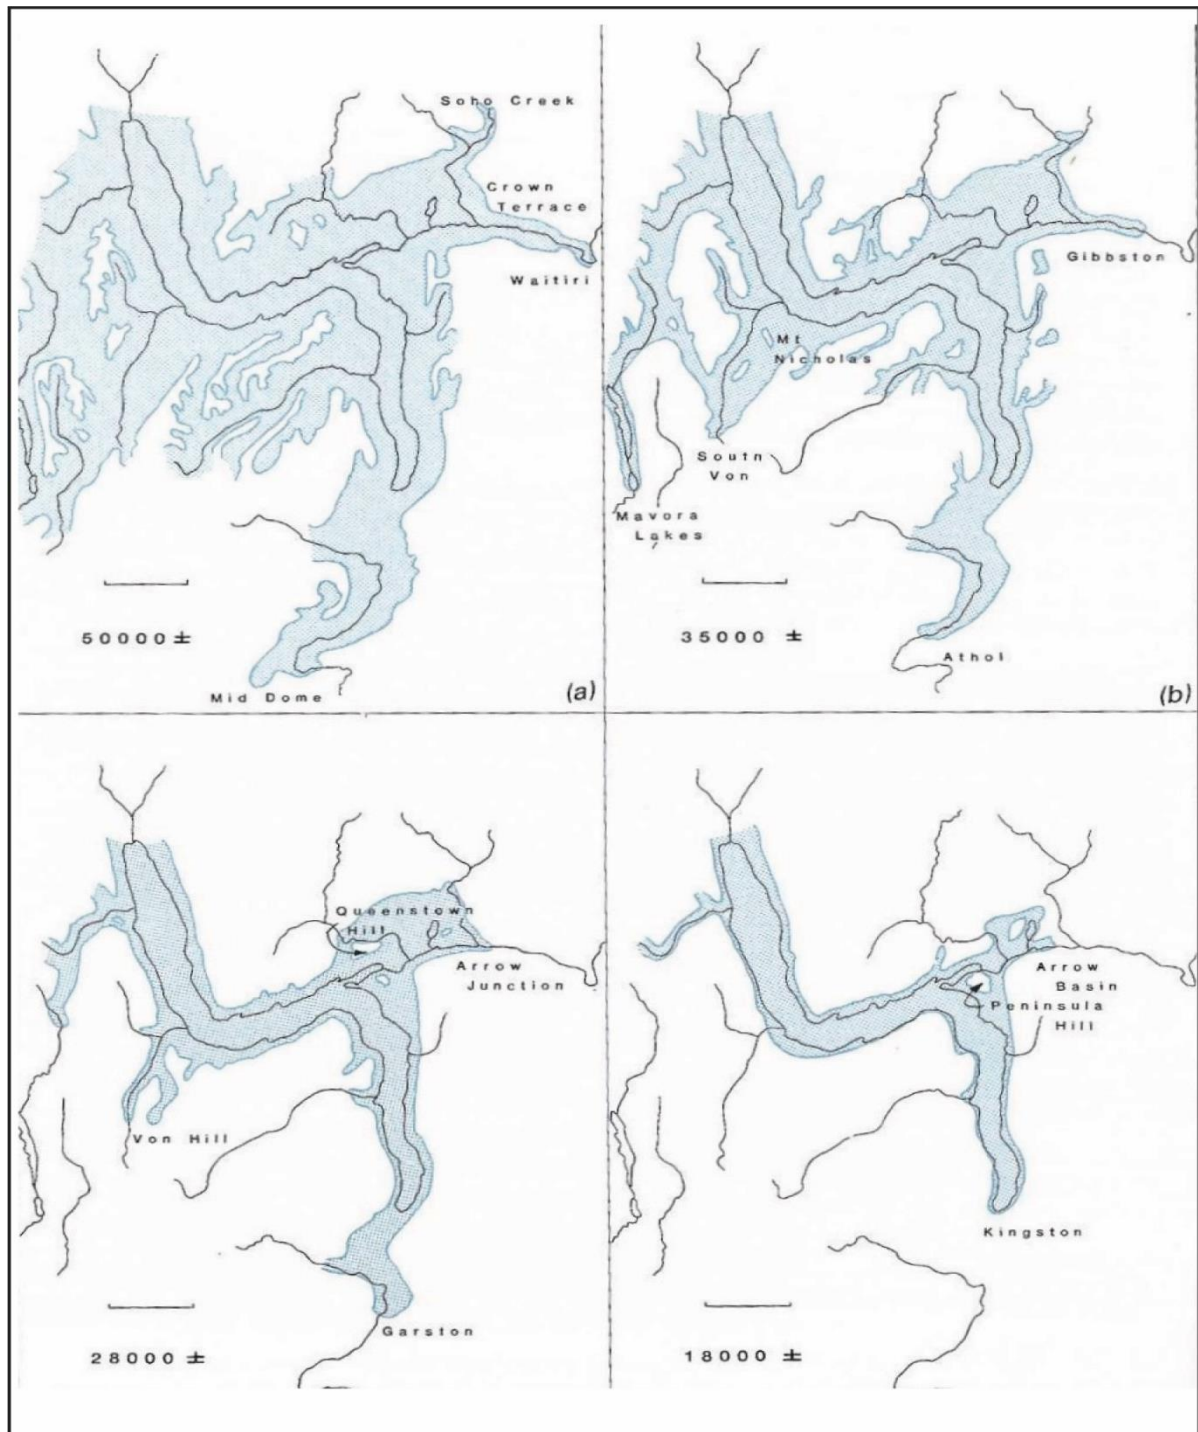 Soho Creek
Crown
Terrace
Waitiri
50000 ±
Mid Dome
(a)
Gibbston
Mt
Nicholas
South
Von
Mavora
Lakes
35000 ±
Athol
(b)
Queenstown
Hill
Arrow
Junction
Von Hill
Garston
28000 ±
Arrow
Basin
Peninsula
Hill
Kingston
18000 ±